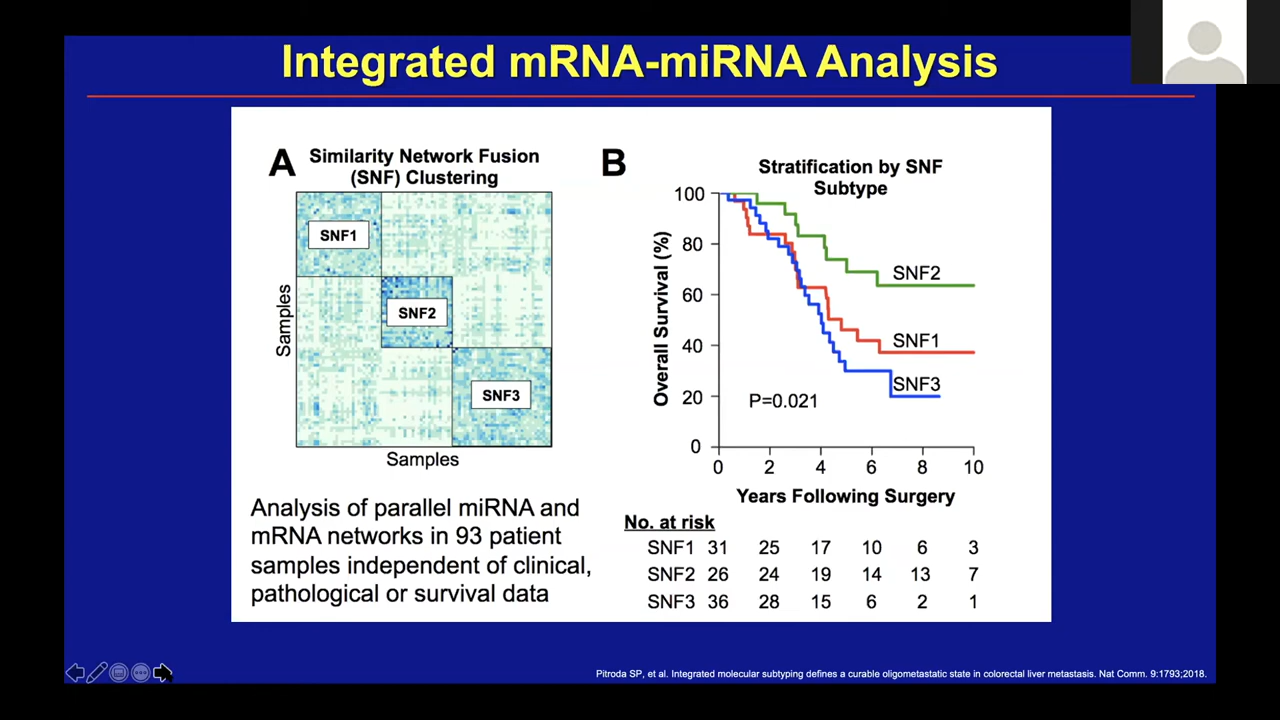 Integrated mRNA-miRNA Analysis
A
Similarity Network Fusion
(SNF) Clustering
SNF1
SNF2
SNF3
Samples
Samples
Analysis of parallel miRNA and
mRNA networks in 93 patient
samples independent of clinical,
pathological or survival data
B
Stratification by SNF
Subtype
100
80
60
40
20
0
Overall Survival (%)
SNF2
SNF1
SNF3
P=0.021
0 2 4 6 8 10
Years Following Surgery
No. at risk
SNF1 31 25 17 10 6 3
SNF2 26 24 19 14 13 7
SNF3 36 28 15 6 2 1
Pitroda SP, et al. Integrated molecular subtyping defines a curable oligometastatic state in colorectal liver metastasis. Nat Comm. 9:1793;2018.